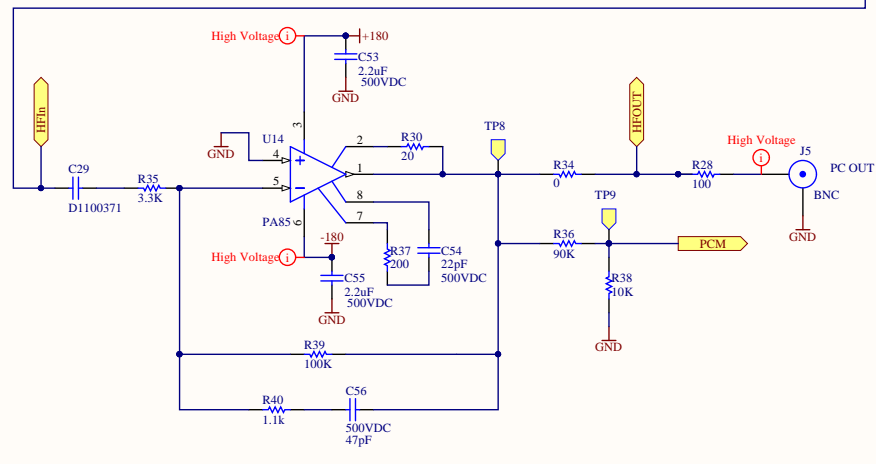 High Voltage i +180
C53
2.2uF
500VDC
GND
HFIn
HFOUT
3
U14
2 R30
20
TP8
High Voltage
i
J5
PC OUT
GND
4 + 1
C29
R35
5 -
R34
0
R28
100
BNC
D1100371
3.3K
8
TP9
PA85
6
7
GND
-180
R37
200
C54
22pF
500VDC
R36
90K
PCM
High Voltage i
C55
2.2uF
500VDC
GND
R38
10K
GND
R39
100K
R40
1.1k
C56
500VDC
47pF